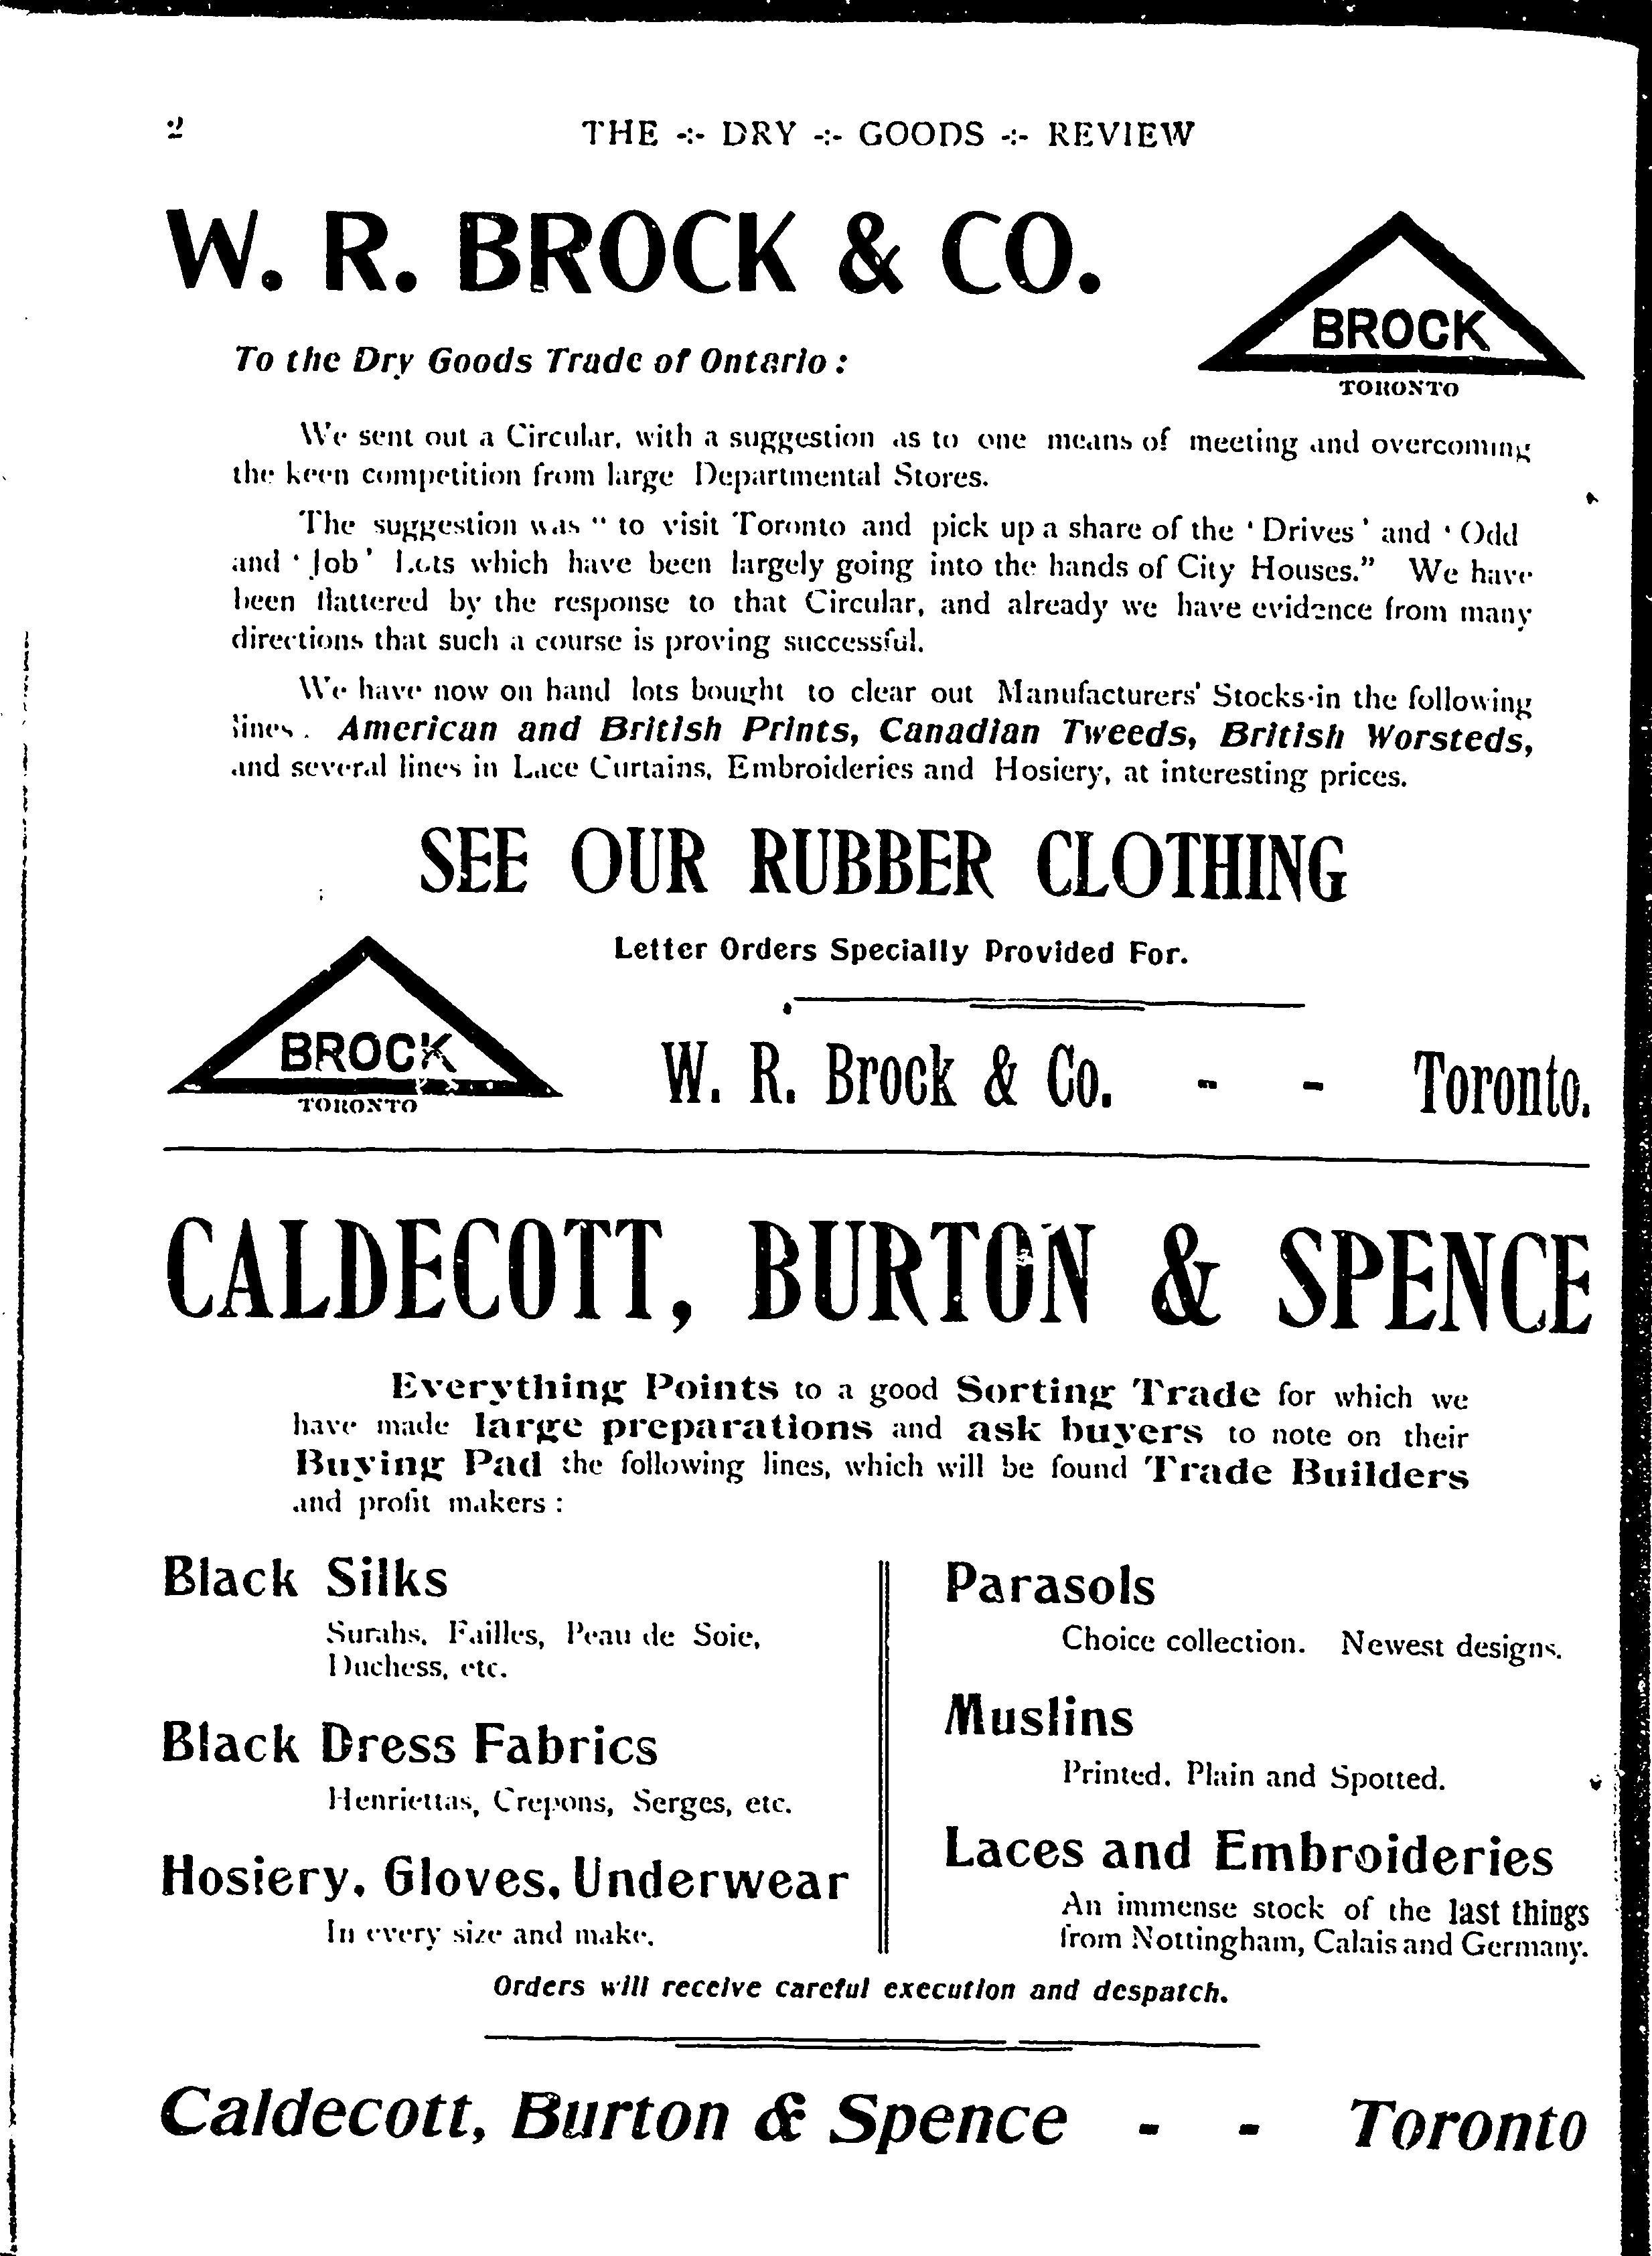 2
THE -:- DRY -:- GOODS -:- REVIEW
W. R. BROCK & CO.
BROCK
TORONTO
To the Dry Goods Trade of Ontario :
We sent out a Circular, with a suggestion as to one means of meeting and overcoming
the keen competition from large Departmental Stores.
The suggestion was " to visit Toronto and pick up a share of the ' Drives ' and ' Odd
and ' Job ' Lots which have been largely going into the hands of City Houses." We have
been flattered by the response to that Circular, and already we have evidence from many
directions that such a course is proving successful.
We have now on hand lots bought to clear out Manufacturers' Stocks in the following
lines. American and British Prints, Canadian Tweeds, British Worsteds,
and several lines in Lace Curtains, Embroideries and Hosiery, at interesting prices.
SEE OUR RUBBER CLOTHING
Letter Orders Specially Provided For.
BROCK
TORONTO
W. R. Brock & Co. - - Toronto.
CALDECOTT, BURTON & SPENCE
Everything Points to a good Sorting Trade for which we
have made large preparations and ask buyers to note on their
Buying Pad the following lines, which will be found Trade Builders
and profit makers :
Black Silks
Surahs, Failles, Peau de Soie,
Duchess, etc.
Black Dress Fabrics
Henriettas, Crepons, Serges, etc.
Hosiery, Gloves, Underwear
In every size and make.
Parasols
Choice collection. Newest designs.
Muslins
Printed, Plain and Spotted.
Laces and Embroideries
An immense stock of the last things
from Nottingham, Calais and Germany.
Orders will receive careful execution and despatch.
Caldecott, Burton & Spence - - Toronto